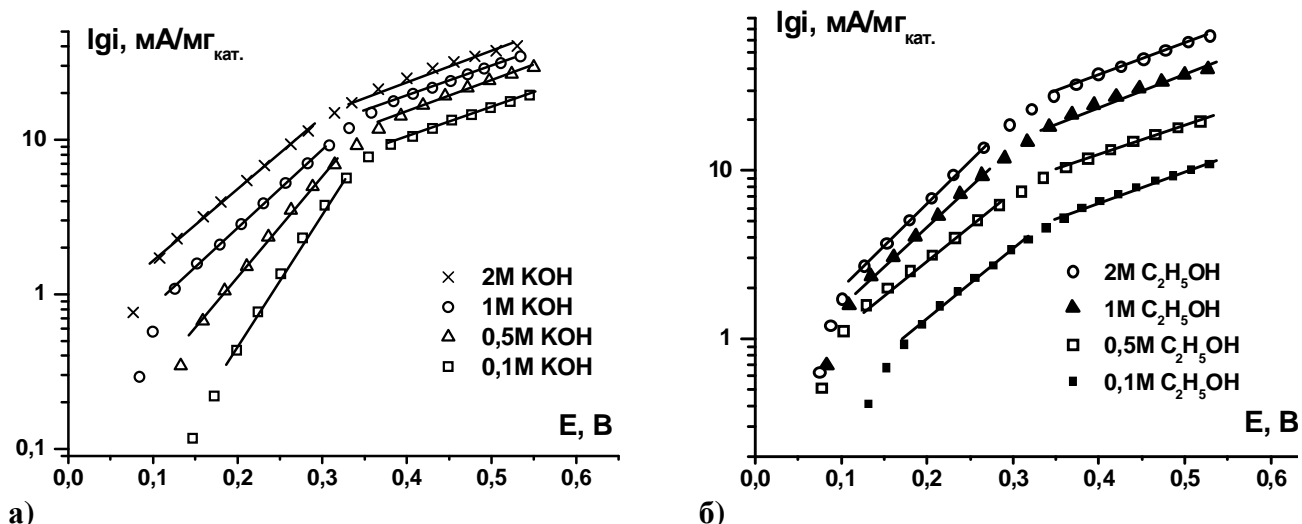 lgi, мА/мгкат.
10
1
0,1
0,0 0,1 0,2 0,3 0,4 0,5 0,6
E, В
2M KOH
1M KOH
0,5M KOH
0,1M KOH
а)
lgi, мА/мгкат.
10
1
0,0 0,1 0,2 0,3 0,4 0,5 0,6
E, В
2M C2H5OH
1M C2H5OH
0,5M C2H5OH
0,1M C2H5OH
б)